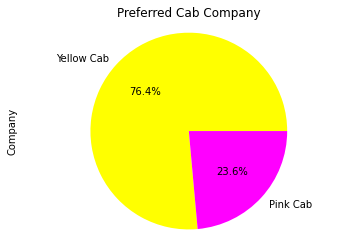 Preferred Cab Company
Yellow Cab
76.4%
Company
23.6%
Pink Cab